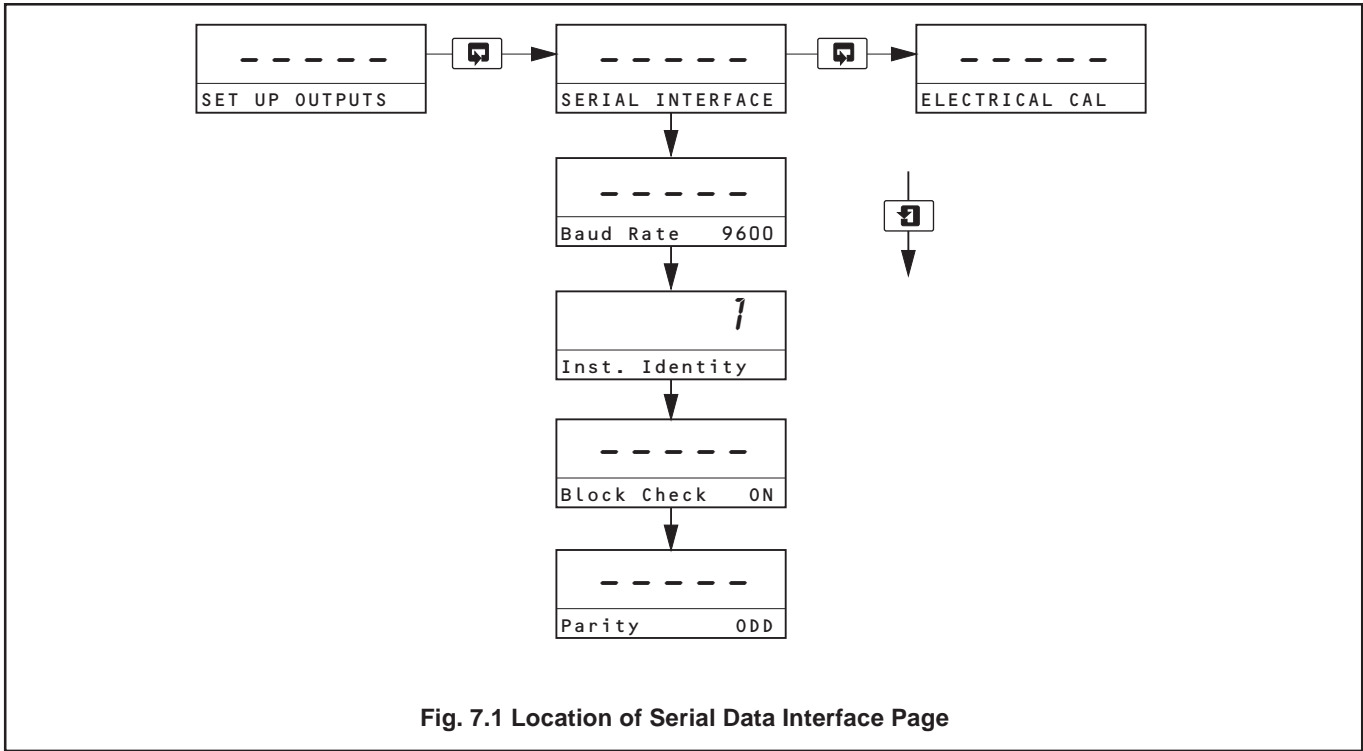 – – – – –
SET UP OUTPUTS
– – – – –
SERIAL INTERFACE
– – – – –
ELECTRICAL CAL
– – – – –
Baud Rate 9600
1
Inst. Identity
– – – – –
Block Check ON
– – – – –
Parity ODD
Fig. 7.1 Location of Serial Data Interface Page